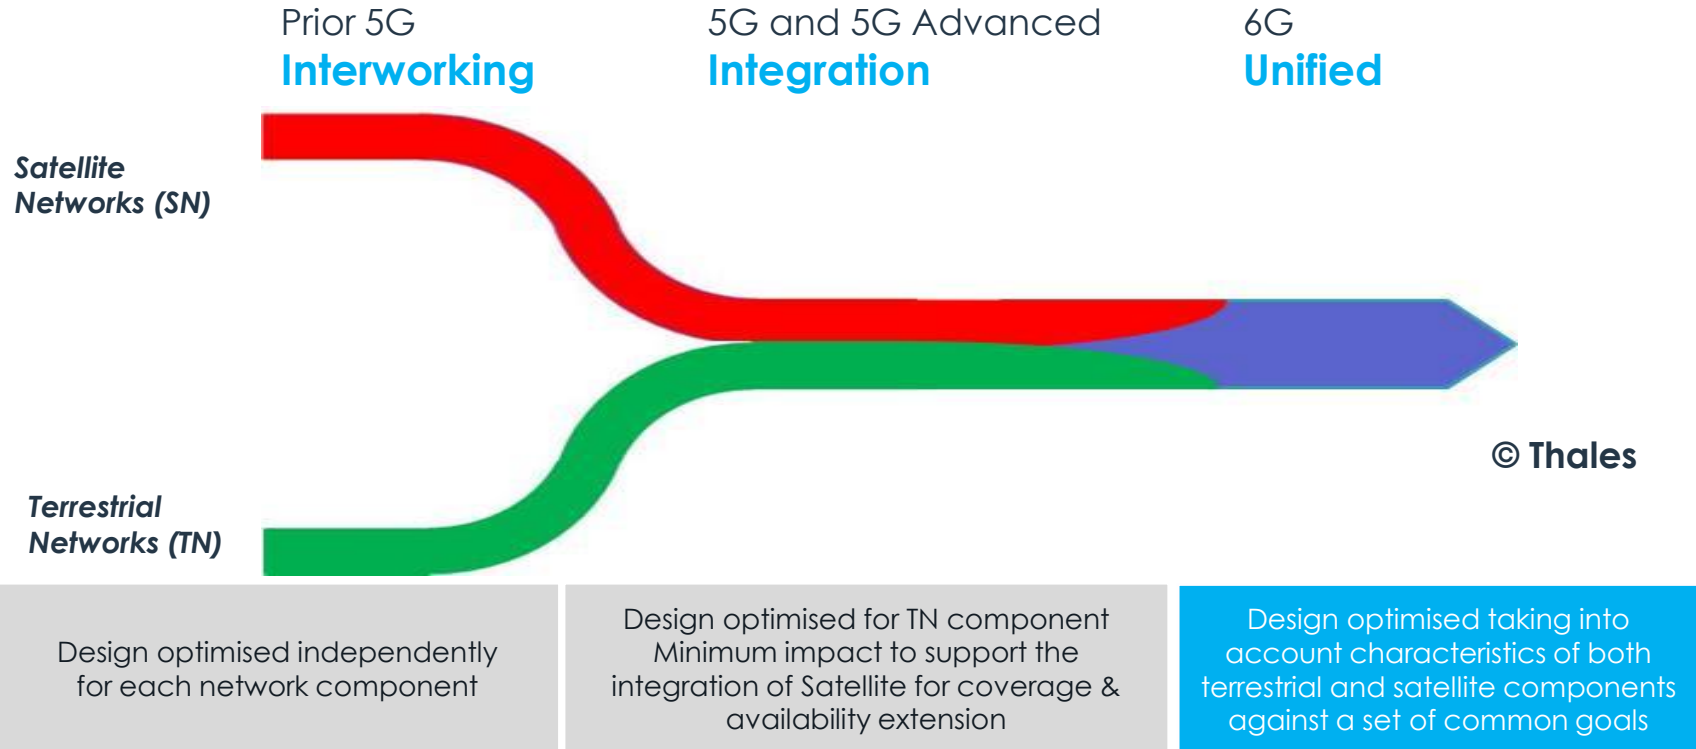 Prior 5G
Interworking
5G and 5G Advanced
Integration
6G
Unified
Satellite
Networks (SN)
Terrestrial
Networks (TN)
© Thales
Design optimised independently
for each network component
Design optimised for TN component
Minimum impact to support the
integration of Satellite for coverage &
availability extension
Design optimised taking into
account characteristics of both
terrestrial and satellite components
against a set of common goals